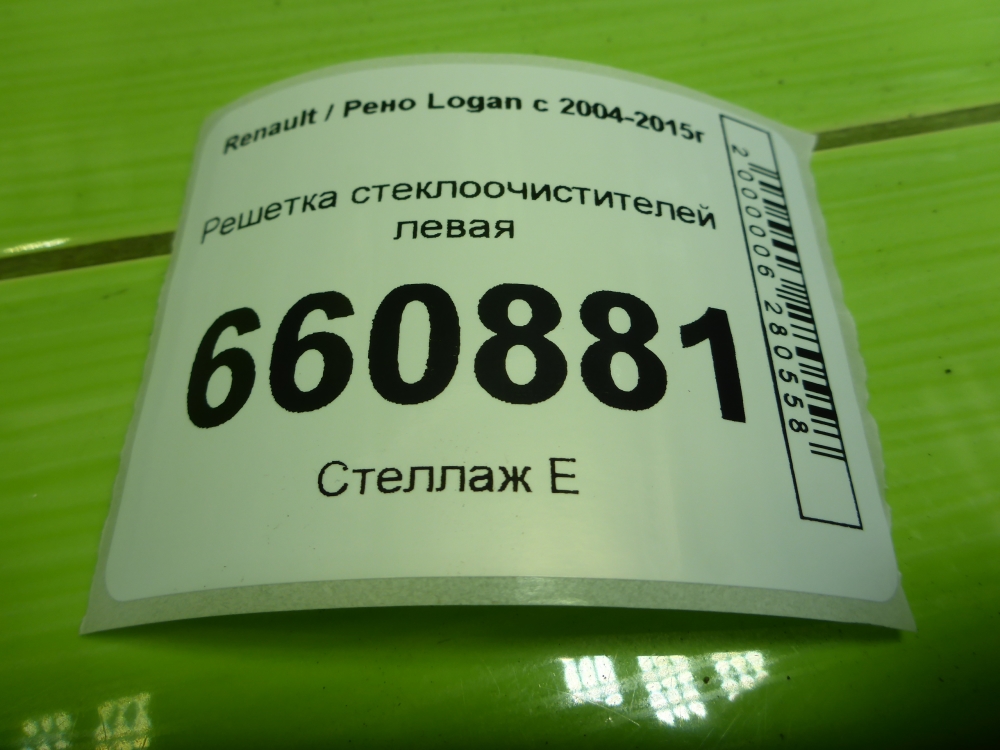 Renault / Рено Logan с 2004-2015г
Решетка стеклоочистителей
левая
660881
Стеллаж Е
2000006280558